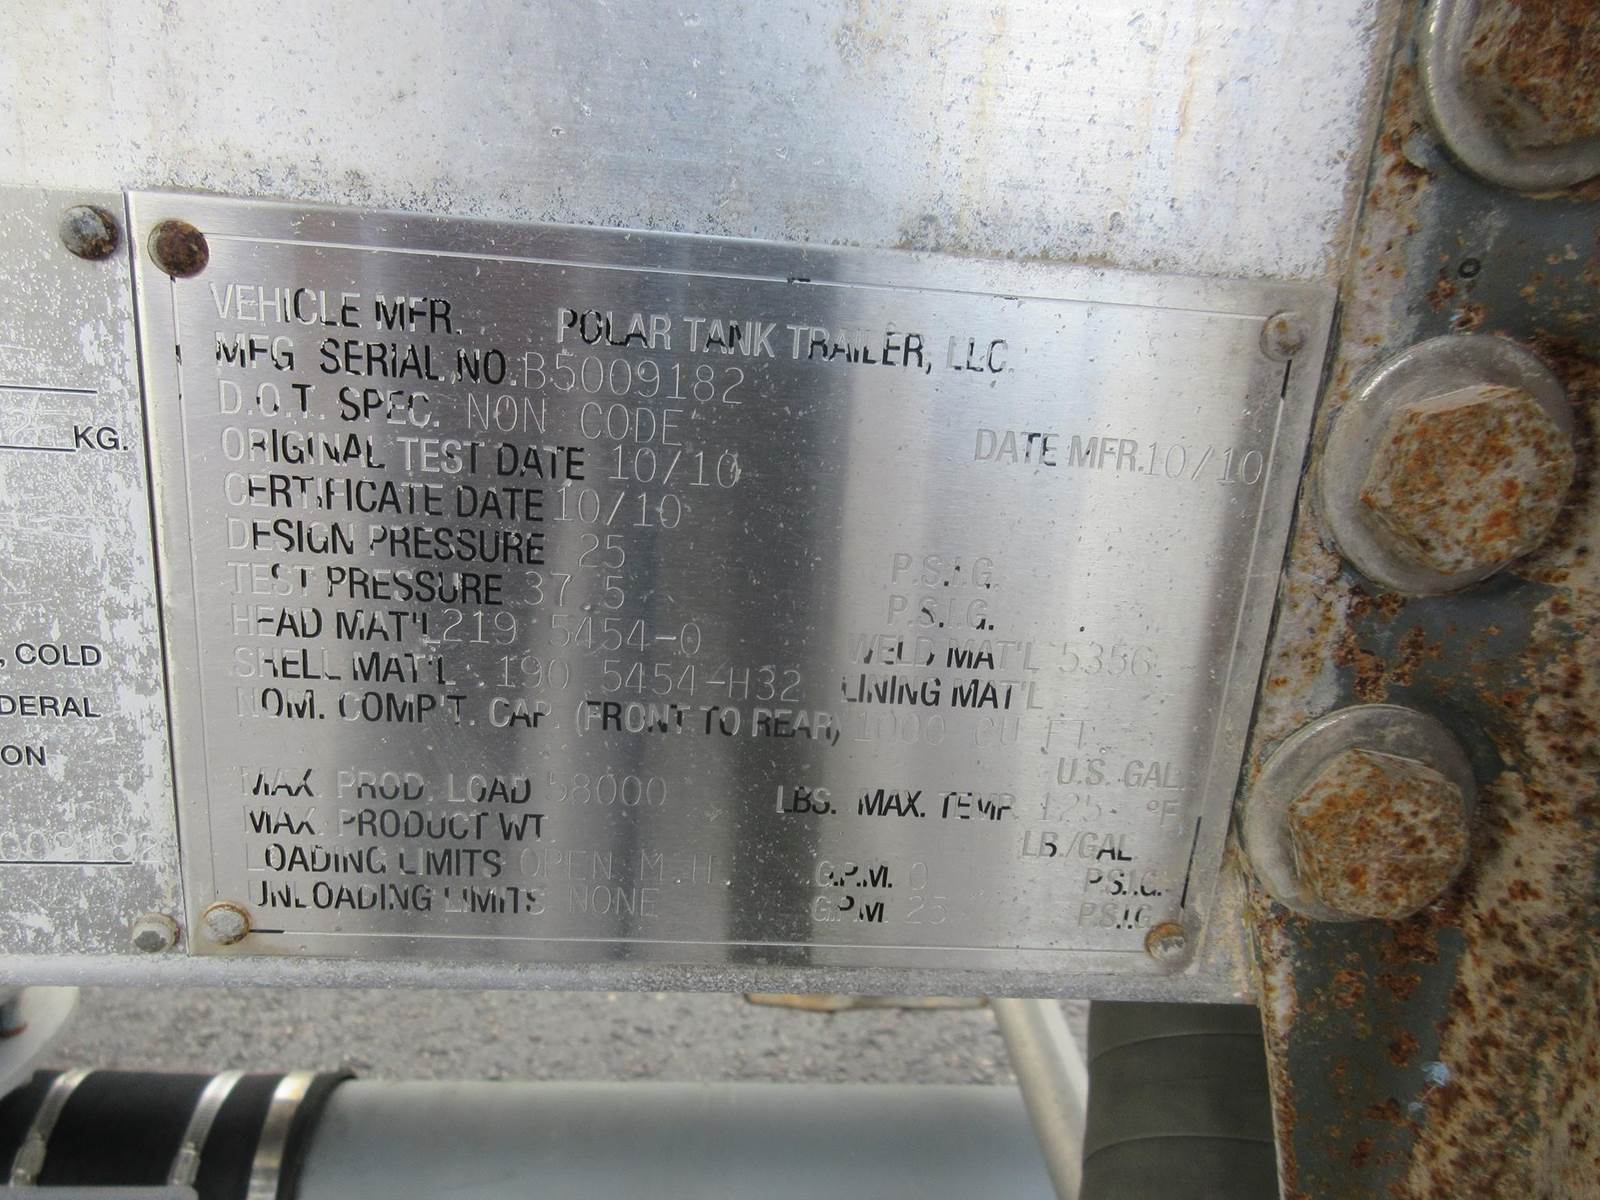 VEHICLE MFR. POLAR TANK TRAILER, LLC.
MFG SERIAL NO. B5009182
D.O.T. SPEC. NON CODE
ORIGINAL TEST DATE 10/10 DATE MFR. 10/10
CERTIFICATE DATE 10/10
DESIGN PRESSURE 25 P.S.I.G.
TEST PRESSURE 37.5 P.S.I.G.
HEAD MAT'L .219 5454-0 WELD MAT'L 5356
SHELL MAT'L .190 5454-H32 LINING MAT'L
NOM. COMP'T. CAP. (FRONT TO REAR) 1000 CU FT
U.S. GAL.
MAX. PROD. LOAD 58000 LBS. MAX. TEMP. 125 °F.
MAX. PRODUCT WT LB./GAL
LOADING LIMITS OPEN M.H. G.P.M. 0 P.S.I.G.
UNLOADING LIMITS NONE G.P.M. 25 P.S.I.G.
KG.
, COLD
DERAL
ON